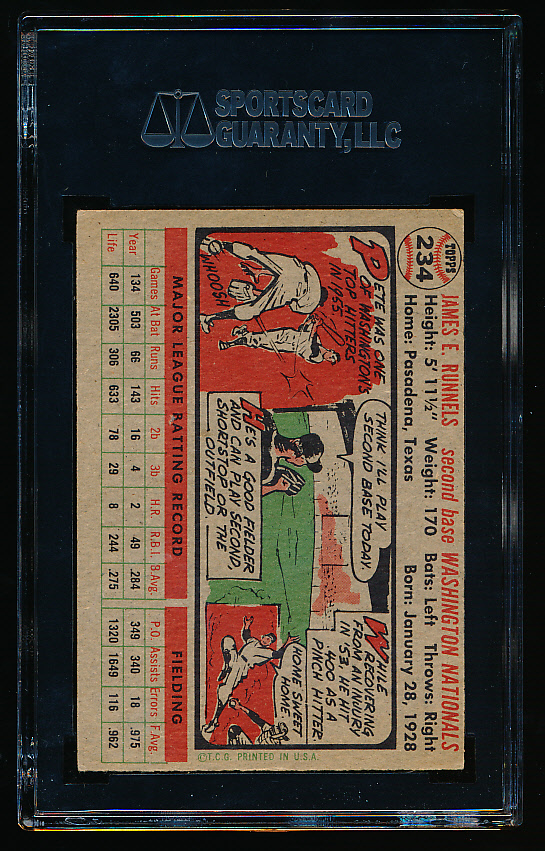 SPORTSCARD
GUARANTY, LLC
TOPPS
234
JAMES E. RUNNELS second base WASHINGTON NATIONALS
Height: 5' 11½" Weight: 170 Bats: Left Throws: Right
Home: Pasadena, Texas Born: January 28, 1928
PETE WAS ONE
OF WASHINGTON'S
TOP HITTERS
IN 1955.
WHOOSH
THINK I'LL PLAY
SECOND BASE TODAY.
HE'S A GOOD FIELDER
AND CAN PLAY SECOND,
SHORTSTOP OR THE
OUTFIELD
WHILE
RECOVERING
FROM AN INJURY
IN '53, HE HIT
.400 AS A
PINCH HITTER
HOME SWEET
HOME
MAJOR LEAGUE BATTING RECORD FIELDING
Games At Bat Runs Hits 2b 3b H.R. R.B.I. B.Avg. P.O. Assists Errors F.Avg.
Year 134 503 66 143 16 4 2 49 .284 349 340 18 .975
Life 640 2305 306 633 78 29 8 244 .275 1320 1649 116 .962
©T.C.G. PRINTED IN U.S.A.